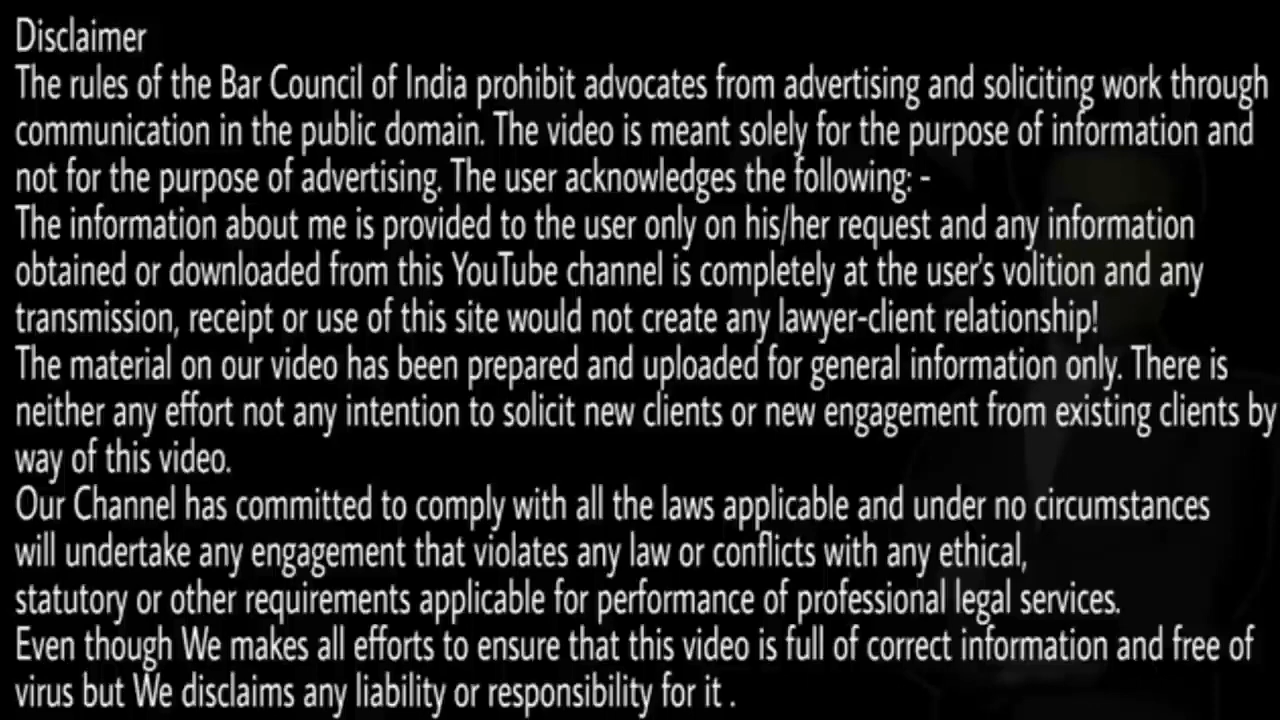 Disclaimer
The rules of the Bar Council of India prohibit advocates from advertising and soliciting work through
communication in the public domain. The video is meant solely for the purpose of information and
not for the purpose of advertising. The user acknowledges the following: -
The information about me is provided to the user only on his/her request and any information
obtained or downloaded from this YouTube channel is completely at the user's volition and any
transmission, receipt or use of this site would not create any lawyer-client relationship!
The material on our video has been prepared and uploaded for general information only. There is
neither any effort not any intention to solicit new clients or new engagement from existing clients by
way of this video.
Our Channel has committed to comply with all the laws applicable and under no circumstances
will undertake any engagement that violates any law or conflicts with any ethical,
statutory or other requirements applicable for performance of professional legal services.
Even though We makes all efforts to ensure that this video is full of correct information and free of
virus but We disclaims any liability or responsibility for it .